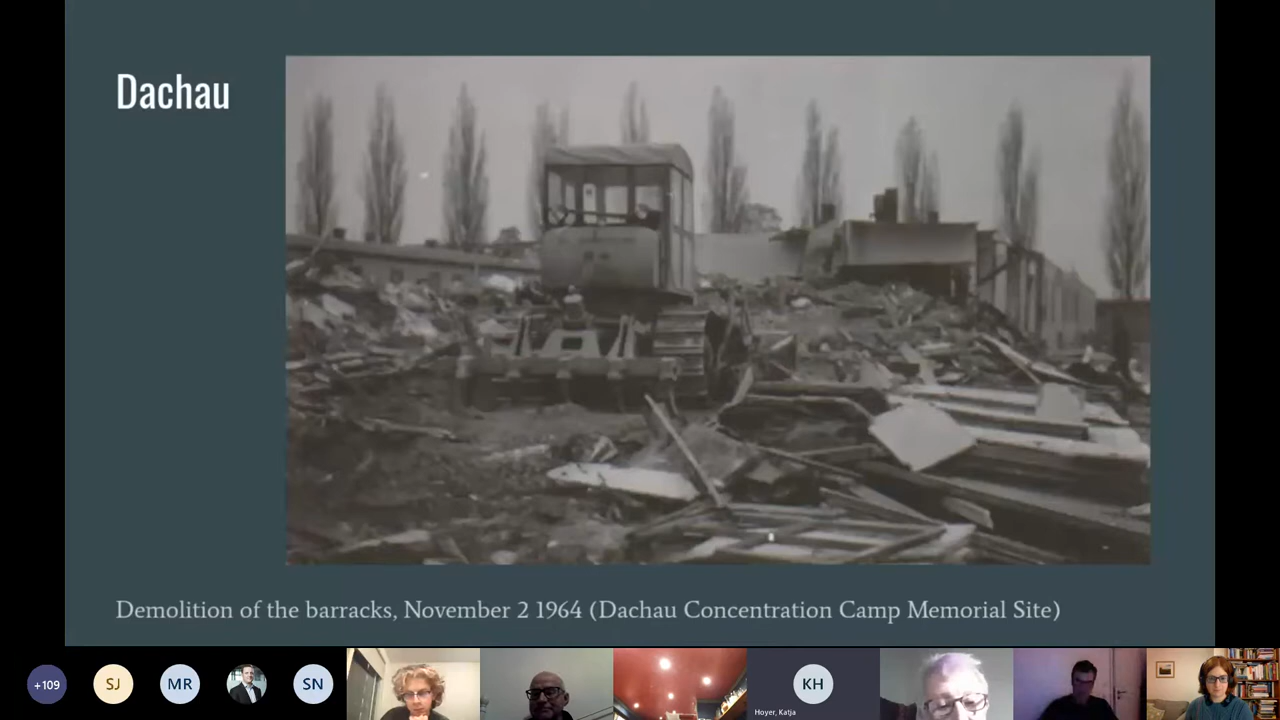 Dachau
Demolition of the barracks, November 2 1964 (Dachau Concentration Camp Memorial Site)
+109
SJ
MR
SN
KH
Hoyer, Katja